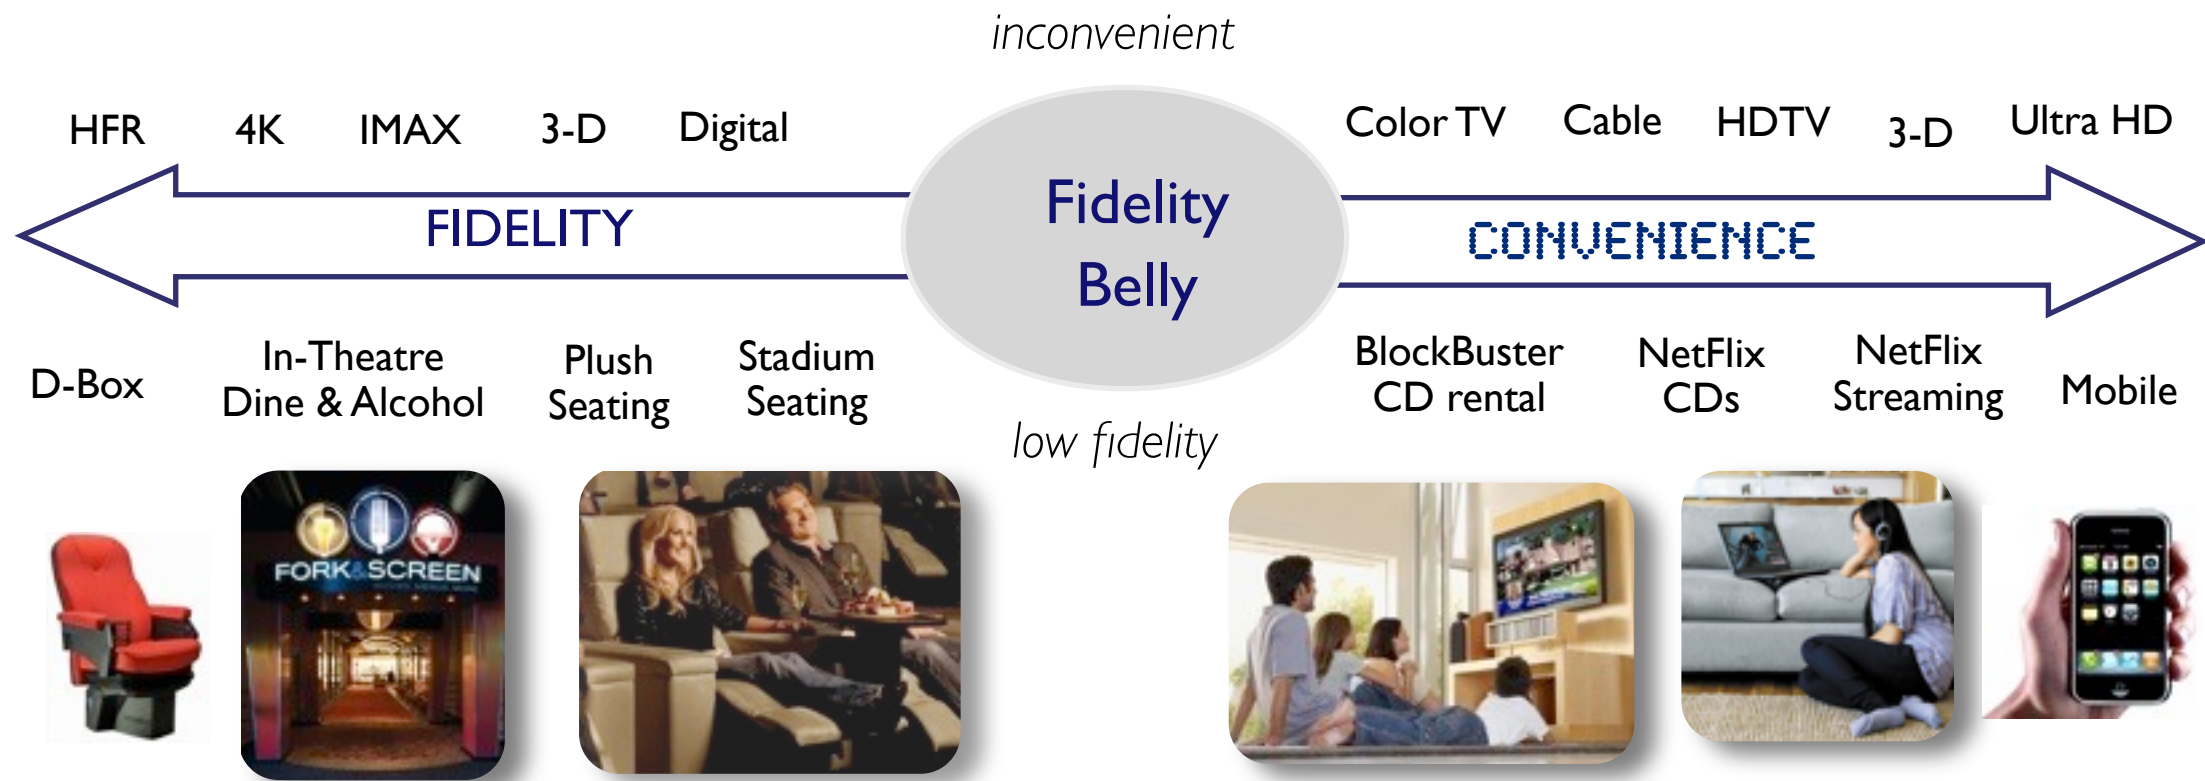 inconvenient
HFR 4K IMAX 3-D Digital
Color TV Cable HDTV 3-D Ultra HD
FIDELITY
Fidelity
Belly
CONVENIENCE
D-Box
In-Theatre
Dine & Alcohol
Plush
Seating
Stadium
Seating
BlockBuster
CD rental
NetFlix
CDs
NetFlix
Streaming
Mobile
low fidelity
FORK&SCREEN